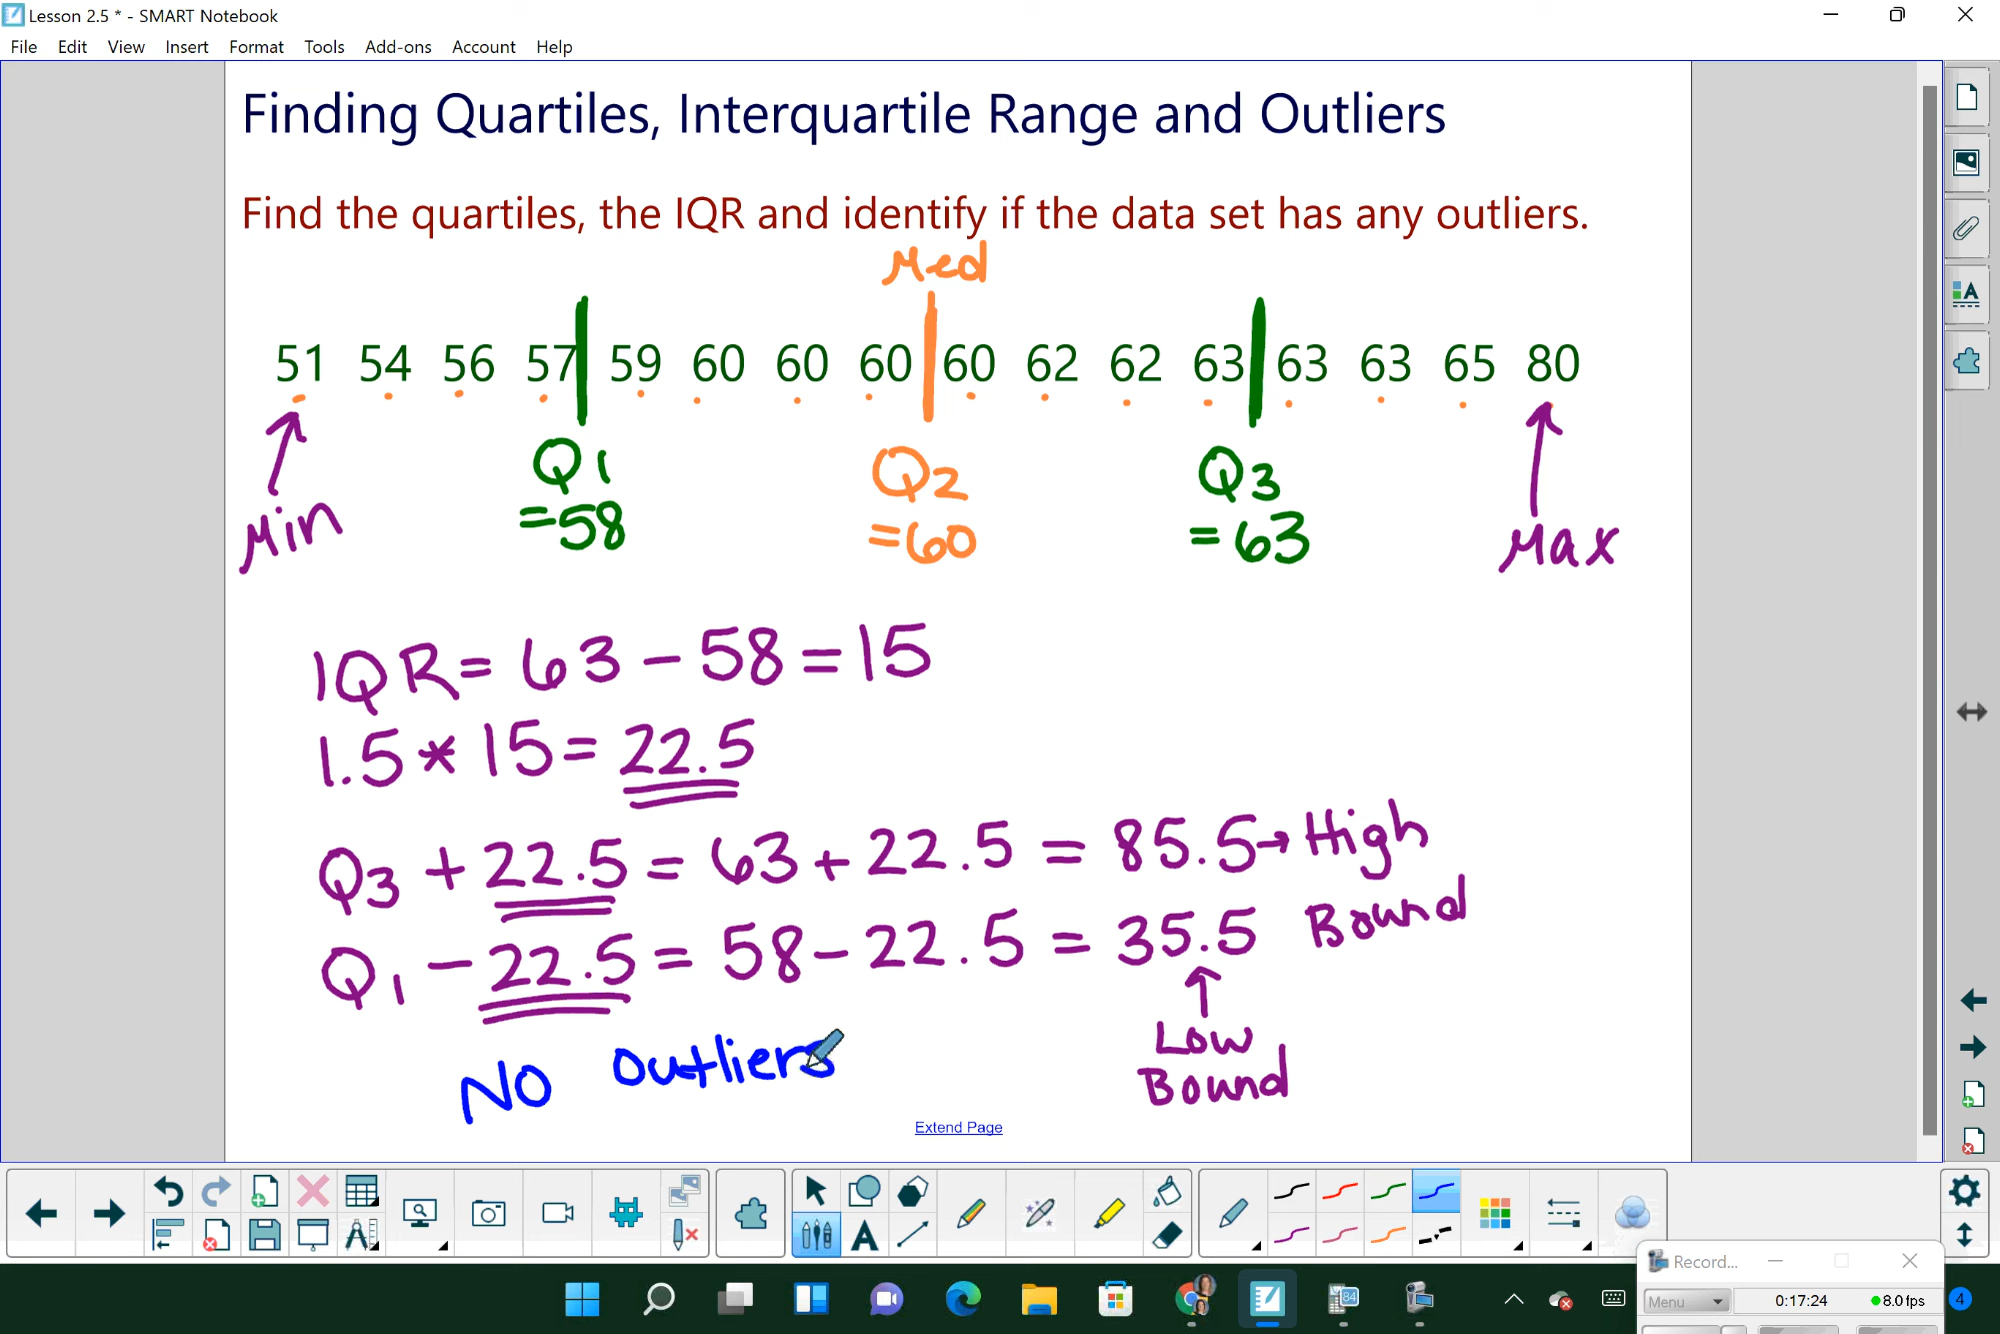 Lesson 2.5 * - SMART Notebook
File Edit View Insert Format Tools Add-ons Account Help
Finding Quartiles, Interquartile Range and Outliers
Find the quartiles, the IQR and identify if the data set has any outliers.
Med
51 54 56 57 59 60 60 60 60 62 62 63 63 63 65 80
Q1 Q2 Q3
=58 =60 =63
Min Max
IQR = 63 - 58 = 15
1.5 * 15 = 22.5
Q3 + 22.5 = 63 + 22.5 = 85.5 → High
Bound
Q1 - 22.5 = 58 - 22.5 = 35.5
↑
Low
Bound
NO Outliers
Extend Page
A
Record...
84
Menu 0:17:24 8.0 fps 4